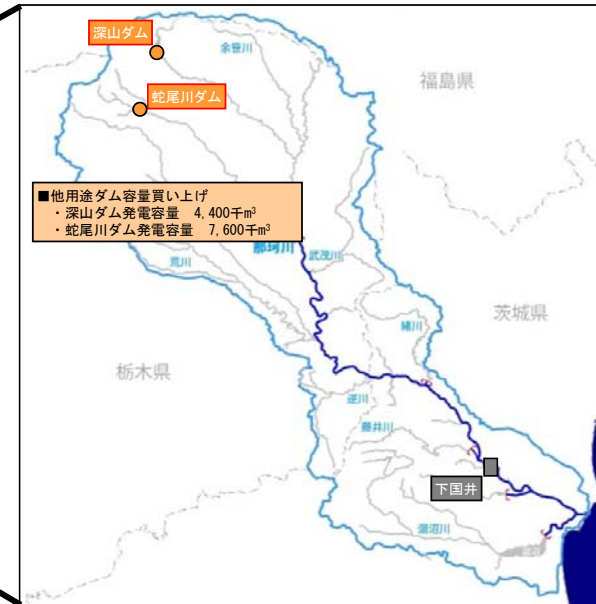 深山ダム
余笹川
福島県
蛇尾川ダム
■他用途ダム容量買い上げ
・深山ダム発電容量 4,400千m³
・蛇尾川ダム発電容量 7,600千m³
那珂川
武茂川
荒川
茨城県
緒川
栃木県
逆川
藤井川
下国井
涸沼川